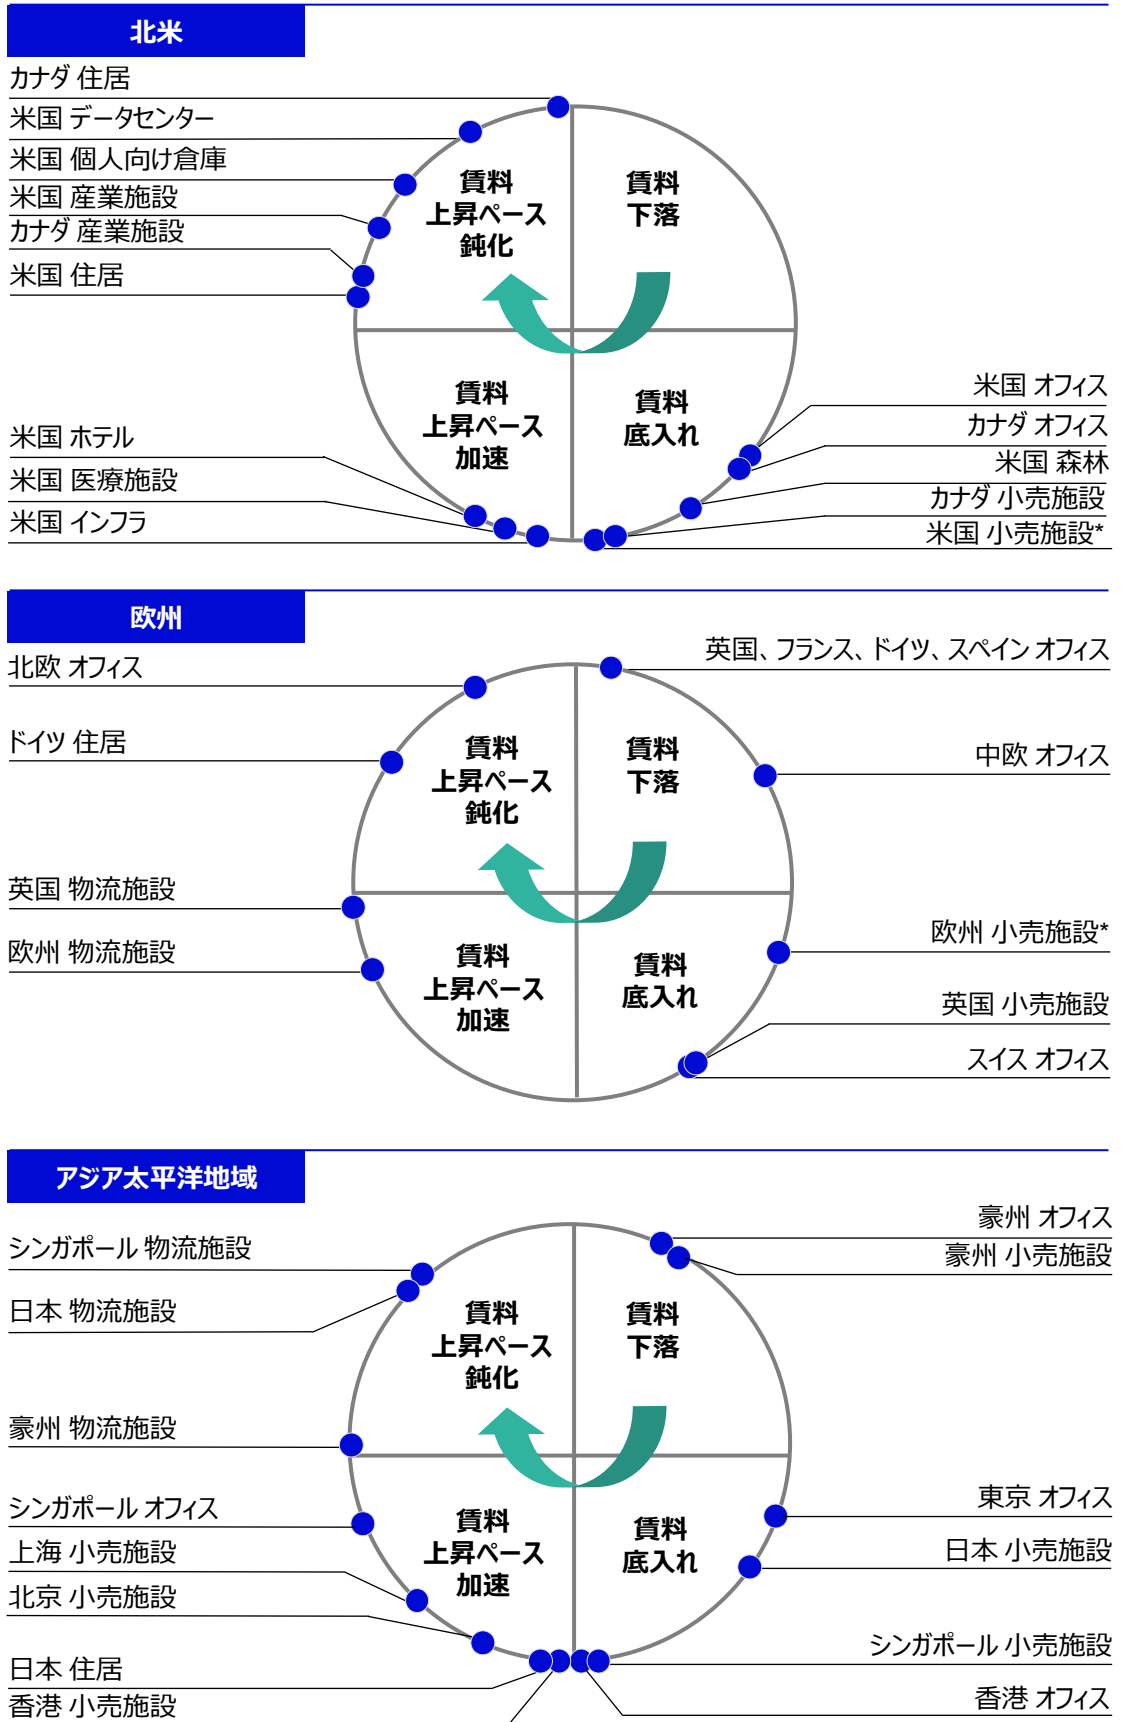 北米
カナダ 住居
米国 データセンター
米国 個人向け倉庫
米国 産業施設
カナダ 産業施設
米国 住居
賃料
上昇ペース
鈍化
賃料
下落
賃料
上昇ペース
加速
賃料
底入れ
米国 ホテル
米国 医療施設
米国 インフラ
米国 オフィス
カナダ オフィス
米国 森林
カナダ 小売施設
米国 小売施設*
欧州
北欧 オフィス
ドイツ 住居
英国 物流施設
欧州 物流施設
賃料
上昇ペース
鈍化
賃料
下落
賃料
上昇ペース
加速
賃料
底入れ
英国、フランス、ドイツ、スペイン オフィス
中欧 オフィス
欧州 小売施設*
英国 小売施設
スイス オフィス
アジア太平洋地域
シンガポール 物流施設
日本 物流施設
豪州 物流施設
シンガポール オフィス
上海 小売施設
北京 小売施設
日本 住居
香港 小売施設
賃料
上昇ペース
鈍化
賃料
下落
賃料
上昇ペース
加速
賃料
底入れ
豪州 オフィス
豪州 小売施設
東京 オフィス
日本 小売施設
シンガポール 小売施設
香港 オフィス